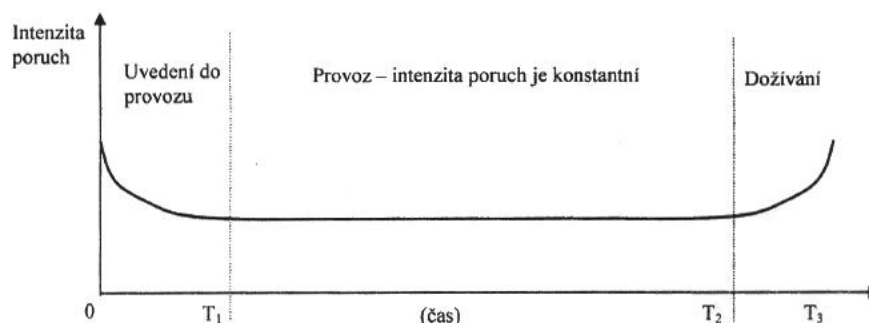 Intenzita
poruch
Uvedení do
provozu
Provoz – intenzita poruch je konstantní
Dožívání
0
T1
(čas)
T2
T3